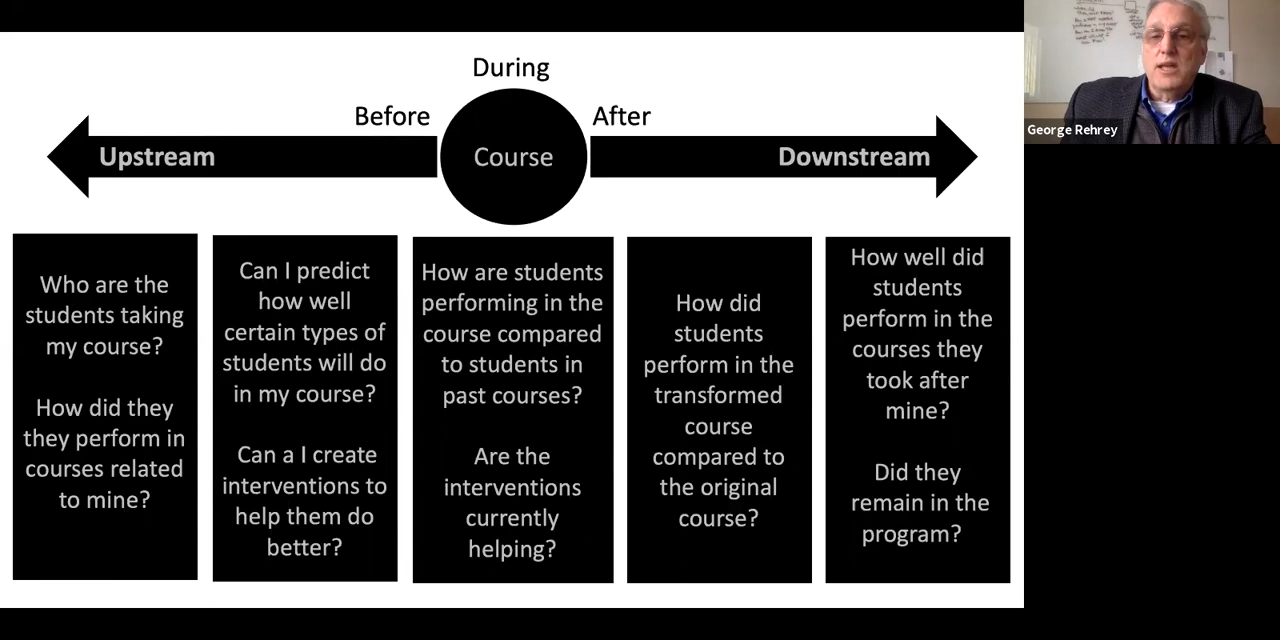 During
Before
After
Upstream
Course
Downstream
Who are the
students taking
my course?
How did they
they perform in
courses related
to mine?
Can I predict
how well
certain types of
students will do
in my course?
Can a I create
interventions to
help them do
better?
How are students
performing in the
course compared
to students in
past courses?
Are the
interventions
currently
helping?
How did
students
perform in the
transformed
course
compared to
the original
course?
How well did
students
perform in the
courses they
took after
mine?
Did they
remain in the
program?
George Rehrey